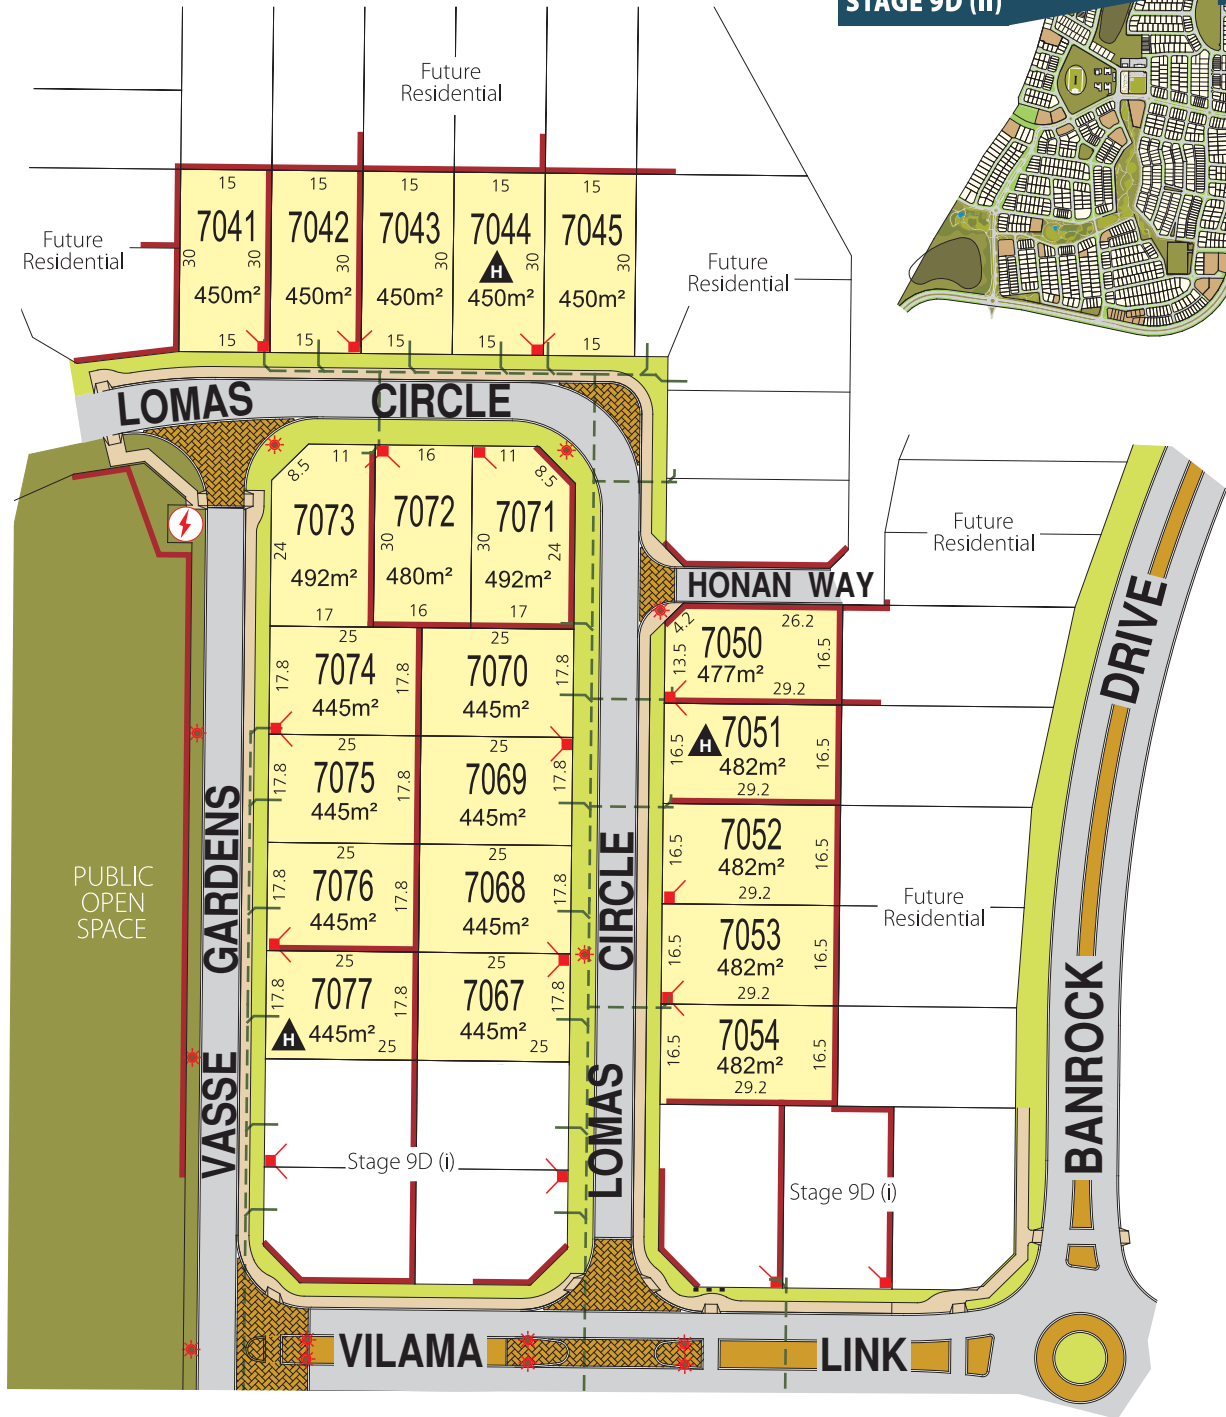 STAGE 9D (ii)
Future
Residential
15
15
15
15
15
7041
7042
7043
7044
7045
Future
Residential
30
30
30
30
30
30
H
450m²
450m²
450m²
450m²
450m²
15
15
15
15
15
Future
Residential
LOMAS CIRCLE
8.5
11
16
11
8.5
7073
7072
7071
24
30
30
24
492m²
480m²
492m²
17
16
17
Future
Residential
HONAN WAY
4.2
26.2
7050
13.5
16.5
477m²
29.2
25
25
7074
7070
17.8
17.8
17.8
445m²
445m²
H
7051
16.5
16.5
482m²
29.2
25
25
7075
7069
17.8
17.8
17.8
445m²
445m²
7052
16.5
16.5
482m²
29.2
25
25
7076
7068
17.8
17.8
17.8
445m²
445m²
PUBLIC
OPEN
SPACE
Future
Residential
7053
16.5
16.5
482m²
29.2
25
25
7077
7067
17.8
17.8
17.8
H
445m²
445m²
25
25
7054
16.5
16.5
482m²
29.2
VASSE GARDENS
LOMAS CIRCLE
BANROCK DRIVE
Stage 9D (i)
Stage 9D (i)
VILAMA LINK